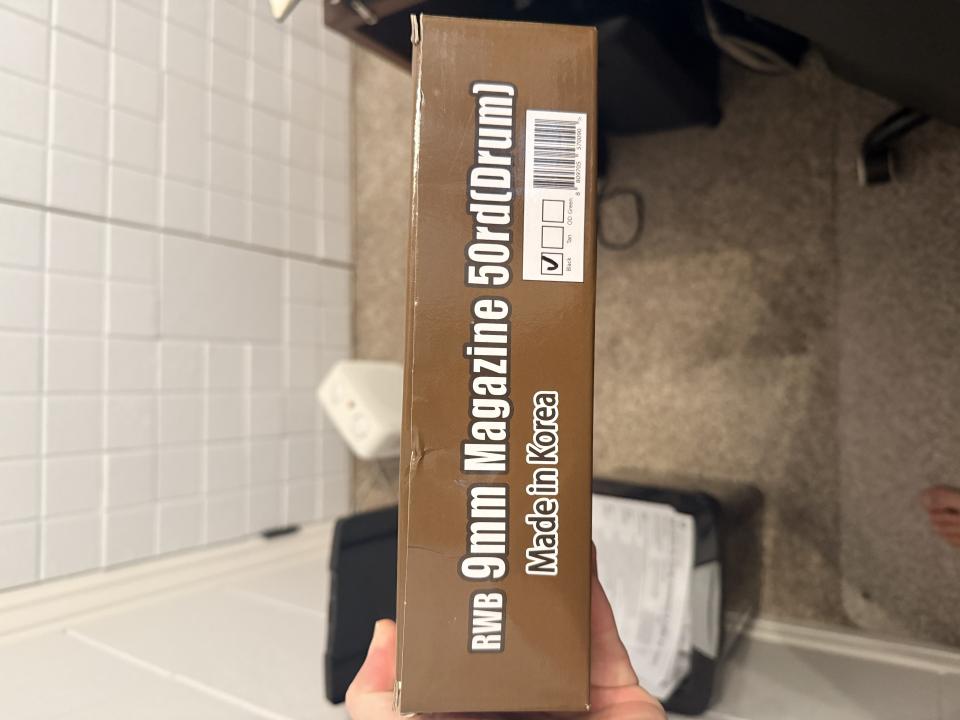 RWB 9mm Magazine 50rd(Drum)
Made in Korea
Black Tan OD Green